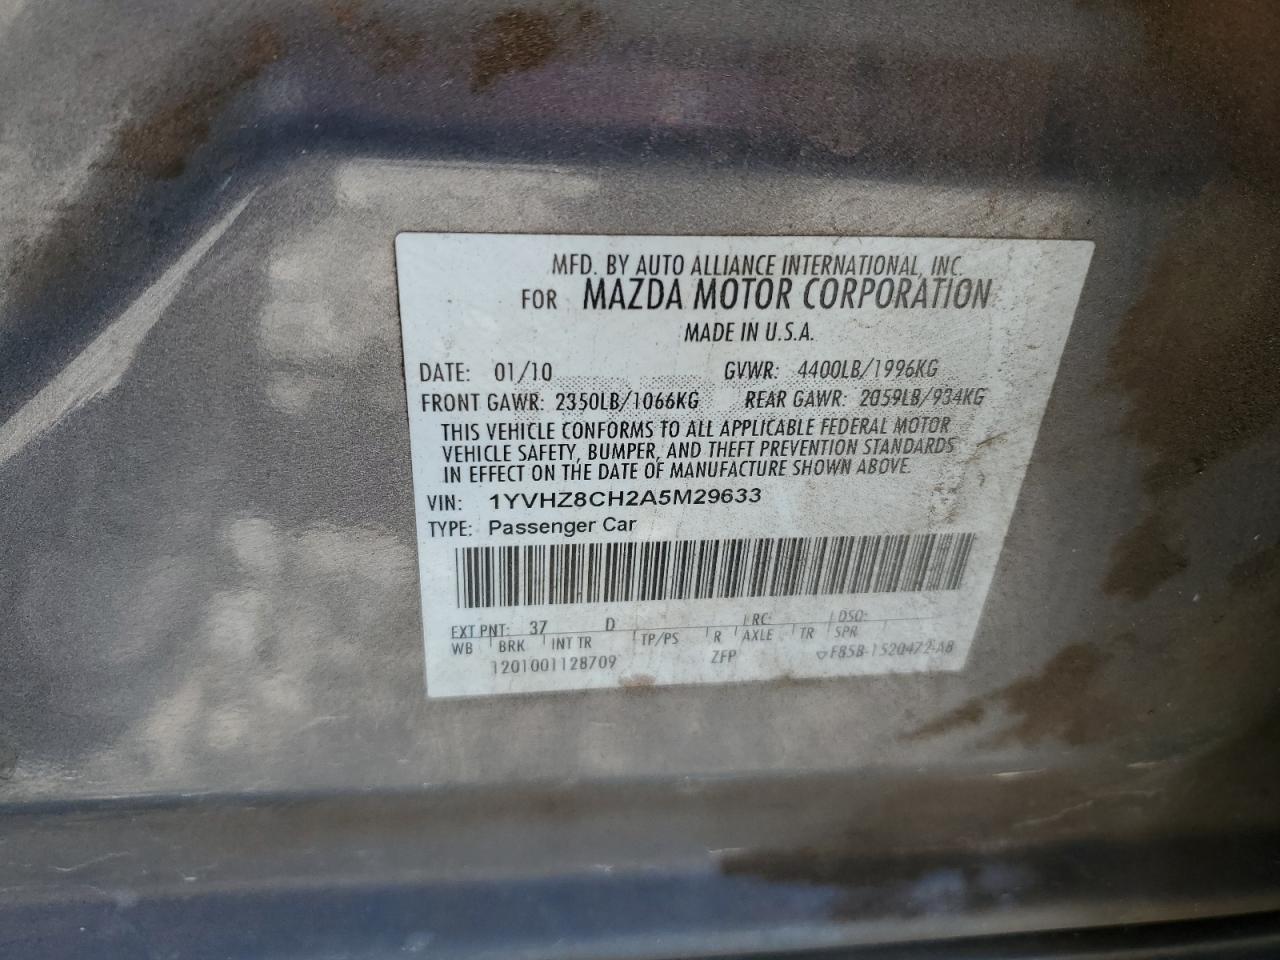 MFD. BY AUTO ALLIANCE INTERNATIONAL, INC.
FOR MAZDA MOTOR CORPORATION
MADE IN U.S.A.
DATE: 01/10 GVWR: 4400LB/1996KG
FRONT GAWR: 2350LB/1066KG REAR GAWR: 2059LB/934KG
THIS VEHICLE CONFORMS TO ALL APPLICABLE FEDERAL MOTOR
VEHICLE SAFETY, BUMPER, AND THEFT PREVENTION STANDARDS
IN EFFECT ON THE DATE OF MANUFACTURE SHOWN ABOVE.
VIN: 1YVHZ8CH2A5M29633
TYPE: Passenger Car
EXT PNT: 37 D RC: DSO:
WB BRK INT TR TP/PS R AXLE TR SPR
1201001128709 ZFP F85B-1520472-AB